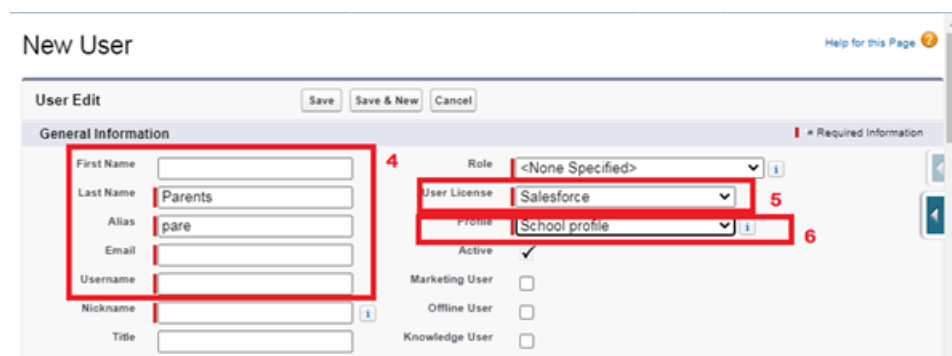 New User
Help for this Page
User Edit
Save
Save & New
Cancel
General Information
= Required Information
First Name
4
Role
<None Specified>
Last Name
Parents
User License
Salesforce
5
Alias
pare
Profile
School profile
6
Email
Active
Username
Marketing User
Nickname
Offline User
Title
Knowledge User